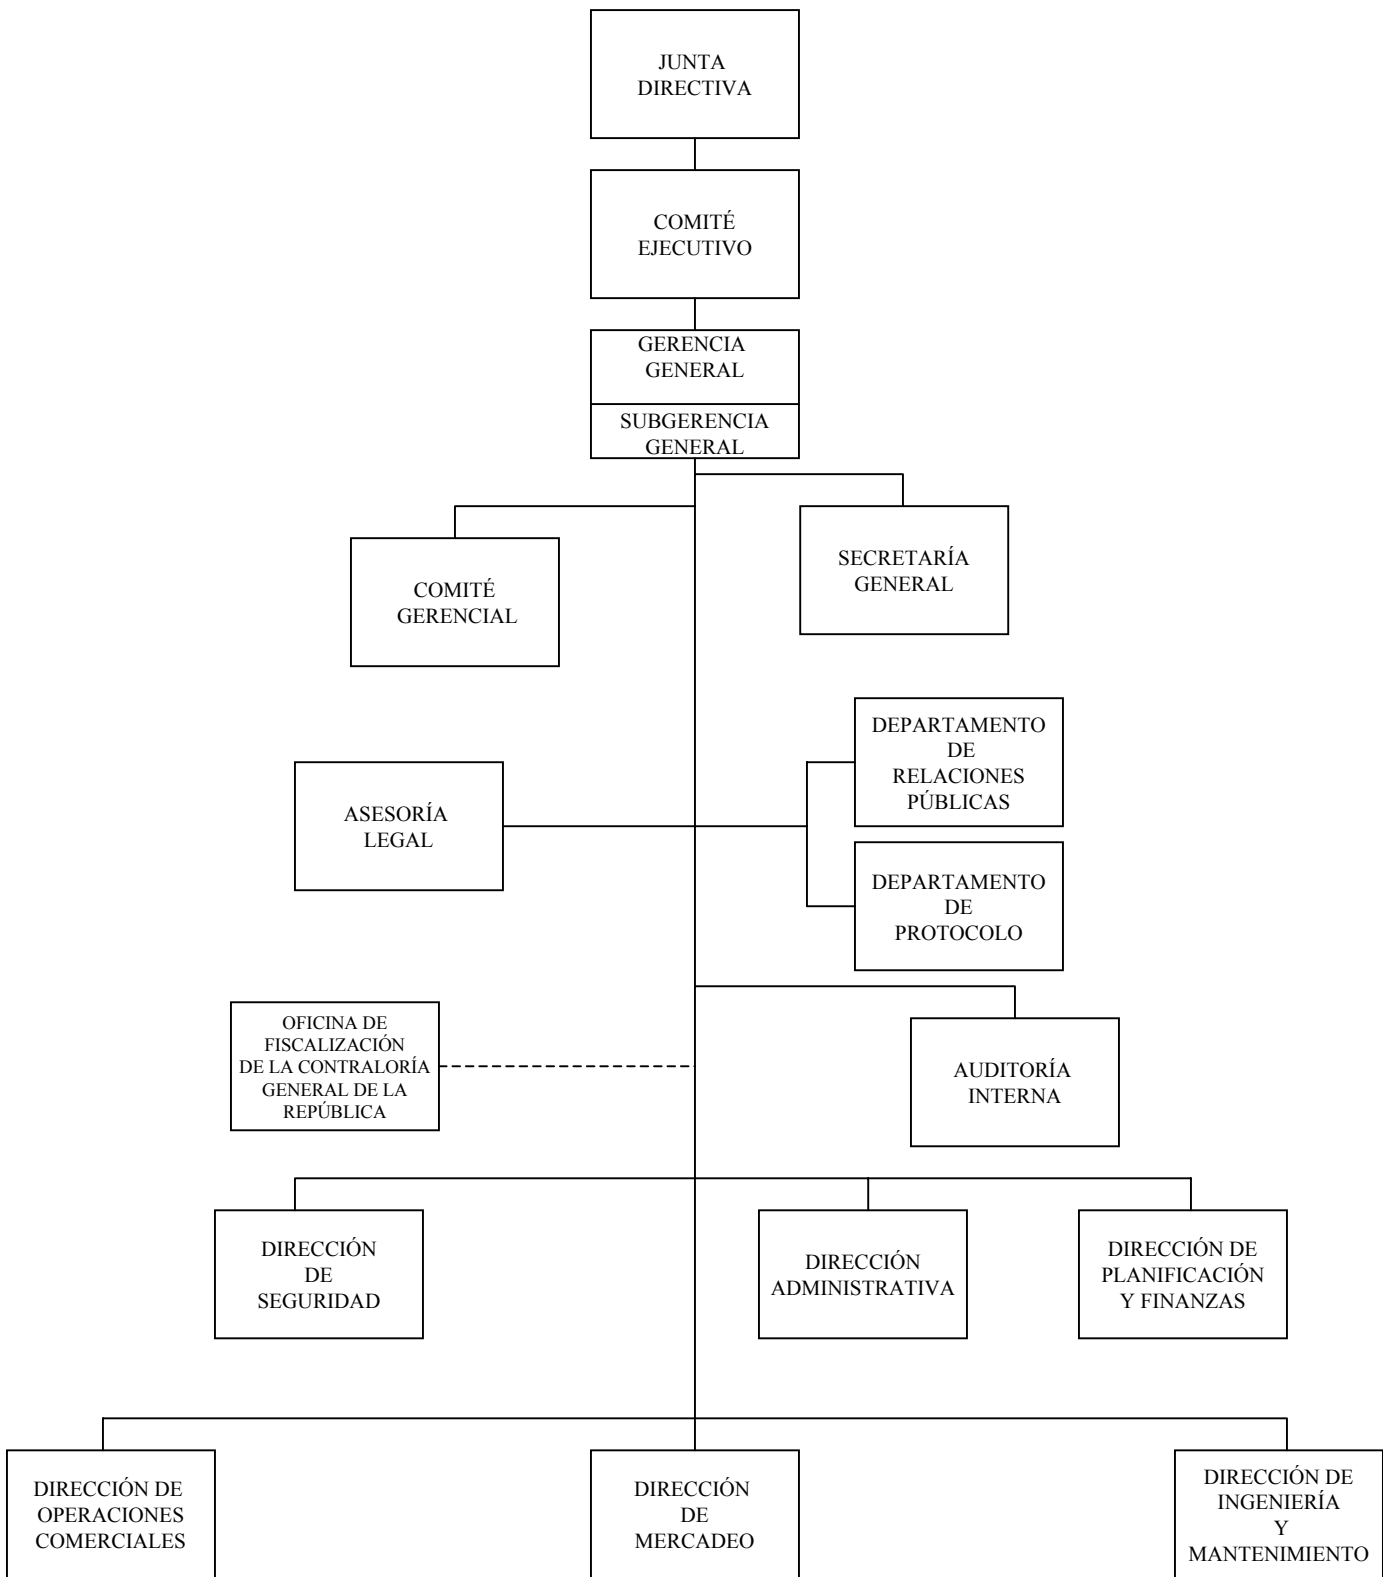 JUNTA
DIRECTIVA
COMITÉ
EJECUTIVO
GERENCIA
GENERAL
SUBGERENCIA
GENERAL
SECRETARÍA
GENERAL
COMITÉ
GERENCIAL
DEPARTAMENTO
DE
RELACIONES
PÚBLICAS
ASESORÍA
LEGAL
DEPARTAMENTO
DE
PROTOCOLO
OFICINA DE
FISCALIZACIÓN
DE LA CONTRALORÍA
GENERAL DE LA
REPÚBLICA
AUDITORÍA
INTERNA
DIRECCIÓN
DE
SEGURIDAD
DIRECCIÓN
ADMINISTRATIVA
DIRECCIÓN DE
PLANIFICACIÓN
Y FINANZAS
DIRECCIÓN DE
OPERACIONES
COMERCIALES
DIRECCIÓN
DE
MERCADEO
DIRECCIÓN DE
INGENIERÍA
Y
MANTENIMIENTO